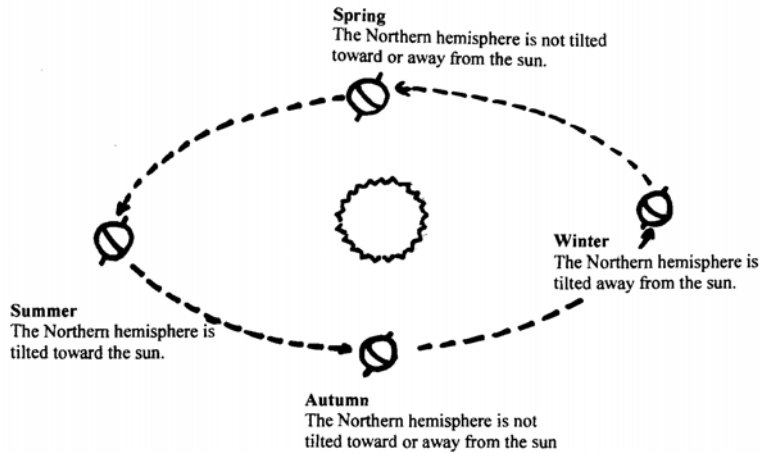 Spring
The Northern hemisphere is not tilted
toward or away from the sun.
Winter
The Northern hemisphere is
tilted away from the sun.
Summer
The Northern hemisphere is
tilted toward the sun.
Autumn
The Northern hemisphere is not
tilted toward or away from the sun